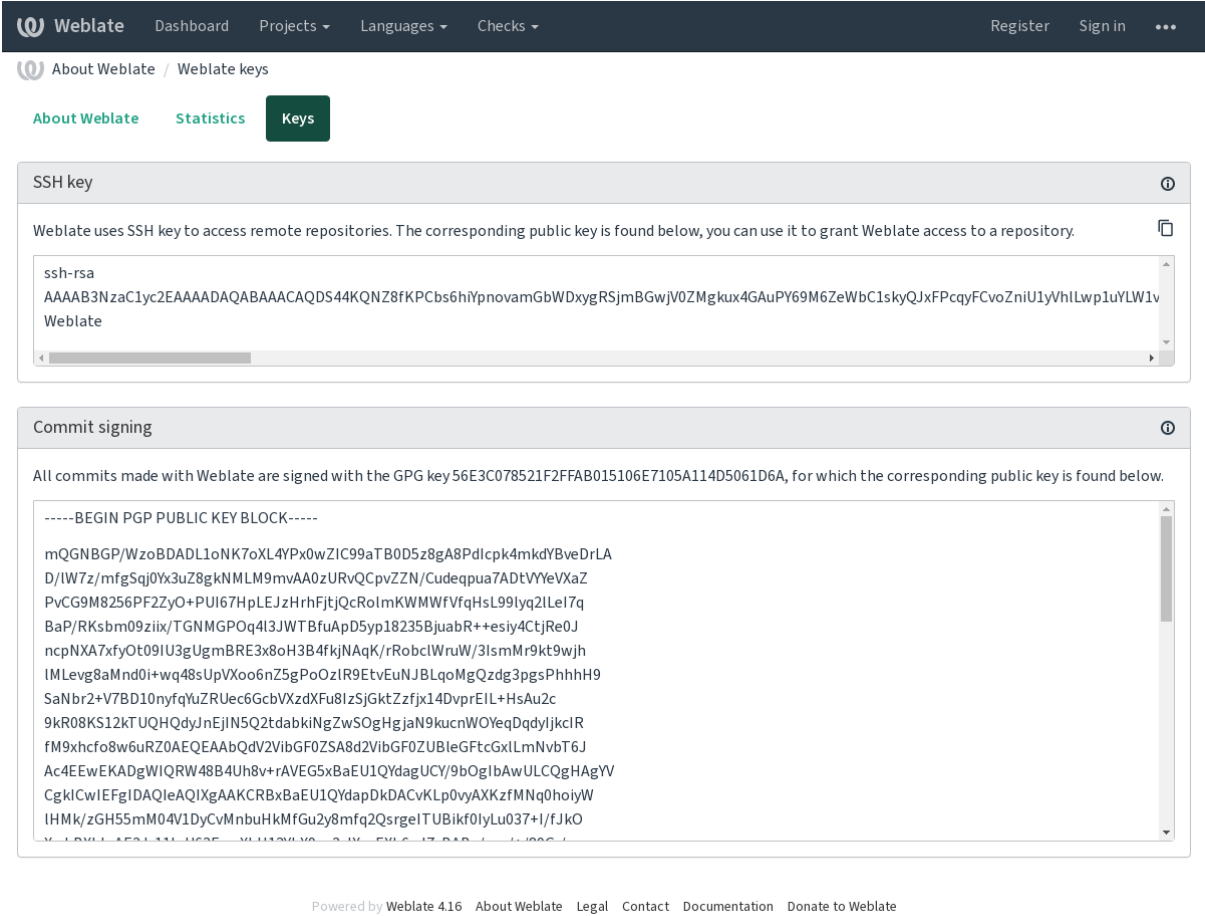 Weblate Dashboard Projects Languages Checks Register Sign in
About Weblate / Weblate keys
About Weblate Statistics Keys
SSH key
Weblate uses SSH key to access remote repositories. The corresponding public key is found below, you can use it to grant Weblate access to a repository.
ssh-rsa
AAAAB3NzaC1yc2EAAAADAQABAAACAQDS44KQNZ8fKPCbs6hiYpnovamGbWDxygRSjmBGwjV0ZMgkux4GAuPY69M6ZeWbC1skyQJxFPcqyFCvoZniU1yVhlLwp1uYLW1v
Weblate
Commit signing
All commits made with Weblate are signed with the GPG key 56E3C078521F2FFAB015106E7105A114D5061D6A, for which the corresponding public key is found below.
-----BEGIN PGP PUBLIC KEY BLOCK-----
mQGNBGP/WzoBDADL1oNK7oXL4YPx0wZIC99aTB0D5z8gA8PdIcpk4mkdYBveDrLA
D/lW7z/mfgSqj0Yx3uZ8gkNMLM9mvAA0zURvQCpvZZN/Cudeqpua7ADtVYYeVXaZ
PvCG9M8256PF2ZyO+PUI67HpLEJzHrhFjtjQcRolmKWMWfVfqHsL99lyq2lLeI7q
BaP/RKsbm09ziix/TGNMGPOq4l3JWTBfuApD5yp18235BjuabR++esiy4CtjRe0J
ncpNXA7xfyOt09IU3gUgmBRE3x8oH3B4fkjNAqK/rRobclWruW/3IsmMr9kt9wjh
lMLevg8aMnd0i+wq48sUpVXoo6nZ5gPoOzlR9EtvEuNJBLqoMgQzdg3pgsPhhhH9
SaNbr2+V7BD10nyfqYuZRUec6GcbVXzdXFu8IzSjGktZzfjx14DvprEIL+HsAu2c
9kR08KS12kTUQHQdyJnEjIN5Q2tdabkiNgZwSOgHgjaN9kucnWOYeqDqdyIjkcIR
fM9xhcfo8w6uRZ0AEQEAAbQdV2VibGF0ZSA8d2VibGF0ZUBleGFtcGxlLmNvbT6J
Ac4EEwEKADgWIQRW48B4Uh8v+rAVEG5xBaEU1QYdagUCY/9bOgIbAwULCQgHAgYV
CgkICwIEFgIDAQIeAQIXgAAKCRBxBaEU1QYdapDkDACvKLp0vyAXKzfMNq0hoiyW
lHMk/zGH55mM04V1DyCvMnbuHkMfGu2y8mfq2QsrgeITUBikf0IyLu037+I/fJkO
Powered by Weblate 4.16 About Weblate Legal Contact Documentation Donate to Weblate